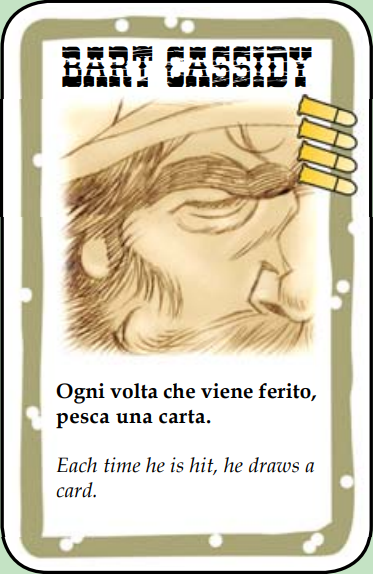 BART CASSIDY
Ogni volta che viene ferito,
pesca una carta.
Each time he is hit, he draws a
card.